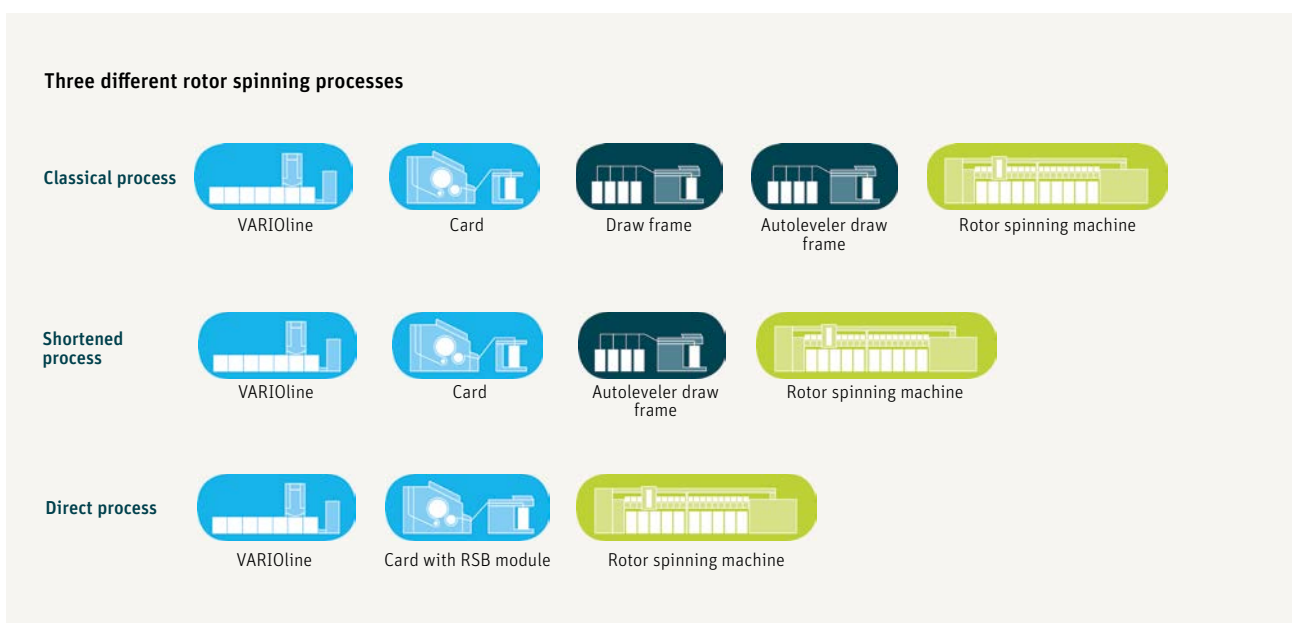 Three different rotor spinning processes
Classical process
VARIOline
Card
Draw frame
Autoleveler draw
frame
Rotor spinning machine
Shortened
process
VARIOline
Card
Autoleveler draw
frame
Rotor spinning machine
Direct process
VARIOline
Card with RSB module
Rotor spinning machine